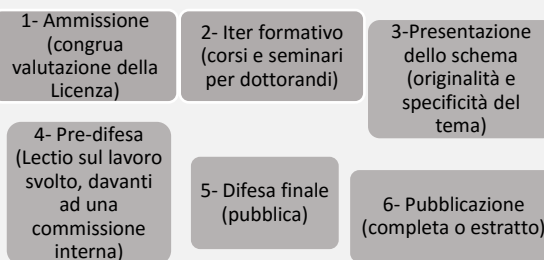 1- Ammissione
(congrua
valutazione della
Licenza)
2- Iter formativo
(corsi e seminari
per dottorandi)
3-Presentazione
dello schema
(originalità e
specificità del
tema)
4- Pre-difesa
(Lectio sul lavoro
svolto, davanti
ad una
commissione
interna)
5- Difesa finale
(pubblica)
6- Pubblicazione
(completa o estratto)